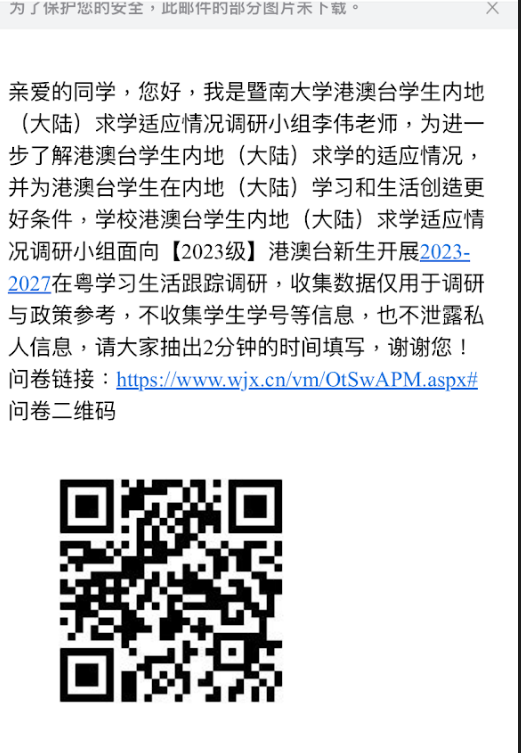 为了保护您的安全，此邮件的部分图片未下载。
亲爱的同学，您好，我是暨南大学港澳台学生内地
（大陆）求学适应情况调研小组李伟老师，为进一
步了解港澳台学生内地（大陆）求学的适应情况，
并为港澳台学生在内地（大陆）学习和生活创造更
好条件，学校港澳台学生内地（大陆）求学适应情
况调研小组面向【2023级】港澳台新生开展2023-
2027在粤学习生活跟踪调研，收集数据仅用于调研
与政策参考，不收集学生学号等信息，也不泄露私
人信息，请大家抽出2分钟的时间填写，谢谢您！
问卷链接：https://www.wjx.cn/vm/OtSwAPM.aspx#
问卷二维码